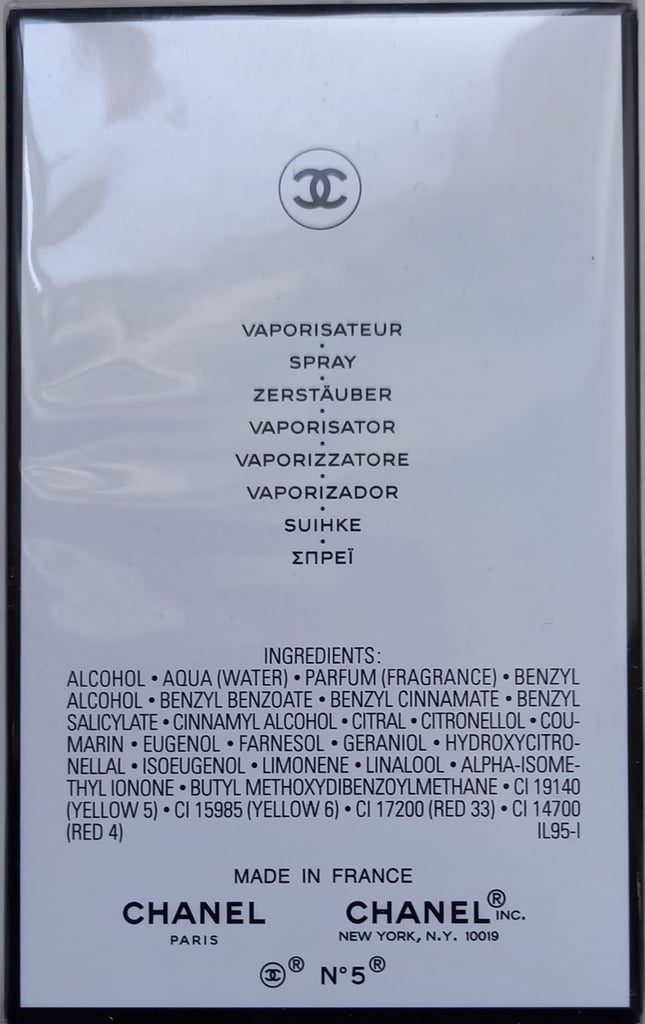 VAPORISATEUR
•
SPRAY
•
ZERSTÄUBER
•
VAPORISATOR
•
VAPORIZZATORE
•
VAPORIZADOR
•
SUIHKE
•
ΣΠΡΕΪ
INGREDIENTS:
ALCOHOL • AQUA (WATER) • PARFUM (FRAGRANCE) • BENZYL
ALCOHOL • BENZYL BENZOATE • BENZYL CINNAMATE • BENZYL
SALICYLATE • CINNAMYL ALCOHOL • CITRAL • CITRONELLOL • COU-
MARIN • EUGENOL • FARNESOL • GERANIOL • HYDROXYCITRO-
NELLAL • ISOEUGENOL • LIMONENE • LINALOOL • ALPHA-ISOME-
THYL IONONE • BUTYL METHOXYDIBENZOYLMETHANE • CI 19140
(YELLOW 5) • CI 15985 (YELLOW 6) • CI 17200 (RED 33) • CI 14700
(RED 4) IL95-I
MADE IN FRANCE
CHANEL CHANEL® INC.
PARIS NEW YORK, N.Y. 10019
® N°5®